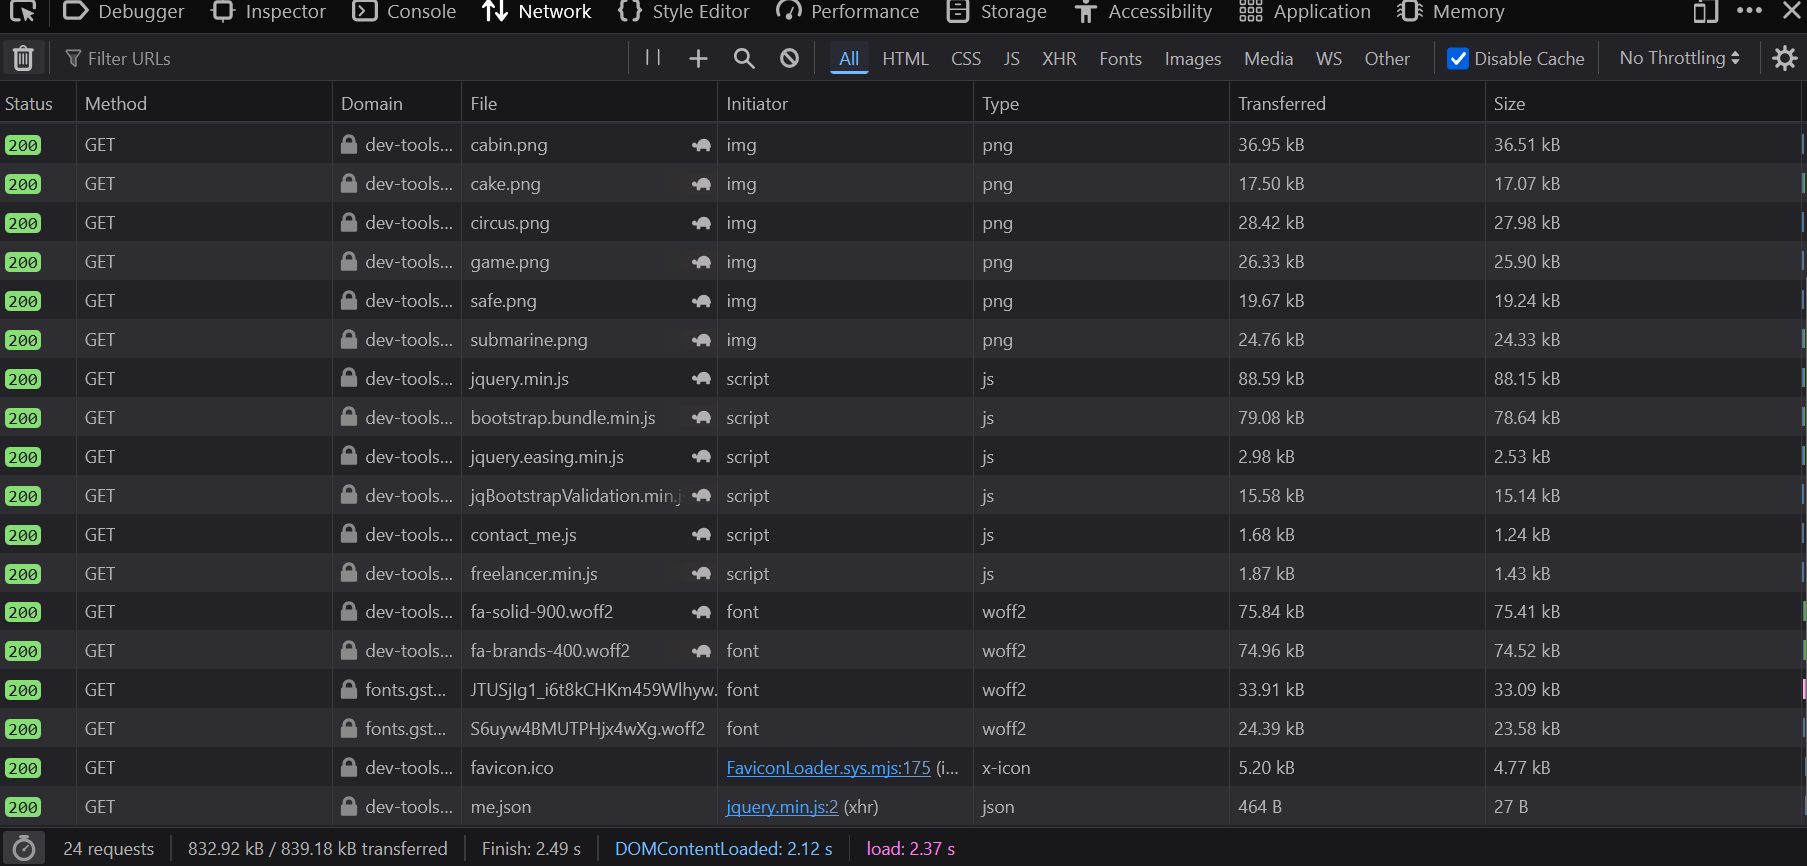 Debugger Inspector Console Network Style Editor Performance Storage Accessibility Application Memory
Filter URLs All HTML CSS JS XHR Fonts Images Media WS Other Disable Cache No Throttling
Status Method Domain File Initiator Type Transferred Size
200 GET dev-tools... cabin.png img png 36.95 kB 36.51 kB
200 GET dev-tools... cake.png img png 17.50 kB 17.07 kB
200 GET dev-tools... circus.png img png 28.42 kB 27.98 kB
200 GET dev-tools... game.png img png 26.33 kB 25.90 kB
200 GET dev-tools... safe.png img png 19.67 kB 19.24 kB
200 GET dev-tools... submarine.png img png 24.76 kB 24.33 kB
200 GET dev-tools... jquery.min.js script js 88.59 kB 88.15 kB
200 GET dev-tools... bootstrap.bundle.min.js script js 79.08 kB 78.64 kB
200 GET dev-tools... jquery.easing.min.js script js 2.98 kB 2.53 kB
200 GET dev-tools... jqBootstrapValidation.min.j script js 15.58 kB 15.14 kB
200 GET dev-tools... contact_me.js script js 1.68 kB 1.24 kB
200 GET dev-tools... freelancer.min.js script js 1.87 kB 1.43 kB
200 GET dev-tools... fa-solid-900.woff2 font woff2 75.84 kB 75.41 kB
200 GET dev-tools... fa-brands-400.woff2 font woff2 74.96 kB 74.52 kB
200 GET fonts.gst... JTUSjIg1_i6t8kCHKm459Wlhyw. font woff2 33.91 kB 33.09 kB
200 GET fonts.gst... S6uyw4BMUTPHjx4wXg.woff2 font woff2 24.39 kB 23.58 kB
200 GET dev-tools... favicon.ico FaviconLoader.sys.mjs:175 (i... x-icon 5.20 kB 4.77 kB
200 GET dev-tools... me.json jquery.min.js:2 (xhr) json 464 B 27 B
24 requests 832.92 kB / 839.18 kB transferred Finish: 2.49 s DOMContentLoaded: 2.12 s load: 2.37 s